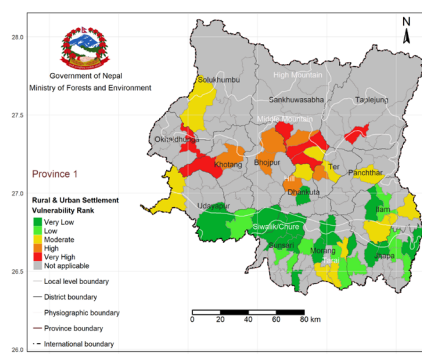 N
28.0
27.5
27.0
26.5
26.0
Government of Nepal
Ministry of Forests and Environment
Province 1
Rural & Urban Settlement
Vulnerability Rank
Very Low
Low
Moderate
High
Very High
Not applicable
Local level boundary
District boundary
Physiographic boundary
Province boundary
International boundary
Solukhumbu
High Mountain
Sankhuwasabha
Taplejung
Middle Mountain
Okhaldhunga
Khotang
Bhojpur
Ter
Panchthar
Dhankuta
Udayapur
Ilam
Siwalik/Chure
Sunsari
Morang
Jhapa
0
20
40
60
80 km